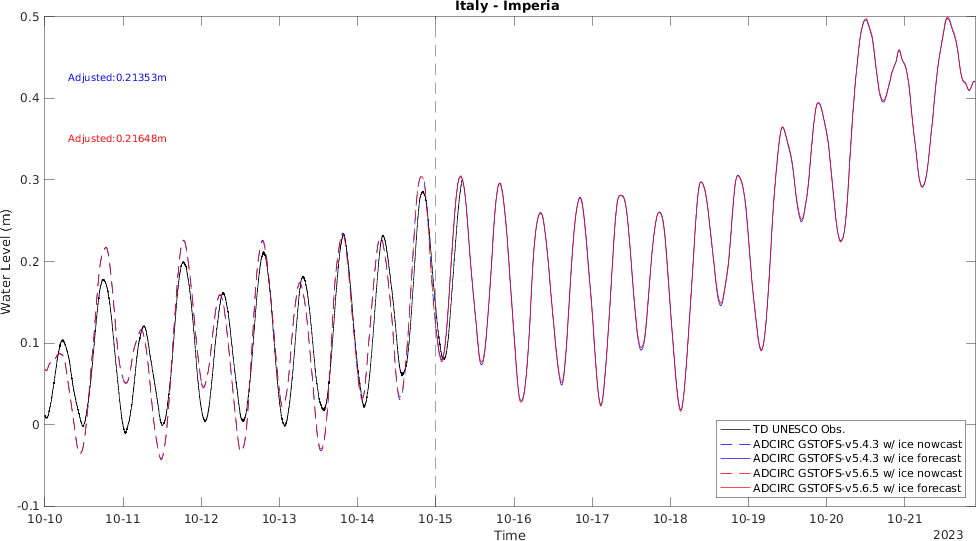 Italy - Imperia
0.5
Adjusted:0.21353m
0.4
Adjusted:0.21648m
0.3
0.2
Water Level (m)
0.1
0
-0.1
TD UNESCO Obs.
ADCIRC GSTOFS-v5.4.3 w/ ice nowcast
ADCIRC GSTOFS-v5.4.3 w/ ice forecast
ADCIRC GSTOFS-v5.6.5 w/ ice nowcast
ADCIRC GSTOFS-v5.6.5 w/ ice forecast
10-10 10-11 10-12 10-13 10-14 10-15 10-16 10-17 10-18 10-19 10-20 10-21
Time
2023